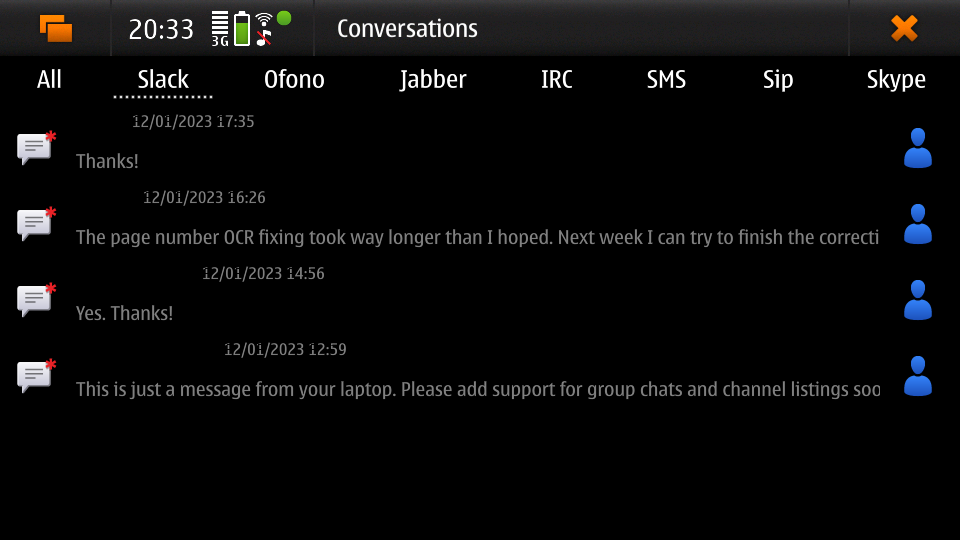 20:33
3G
Conversations
All Slack Ofono Jabber IRC SMS Sip Skype
12/01/2023 17:35
Thanks!
12/01/2023 16:26
The page number OCR fixing took way longer than I hoped. Next week I can try to finish the correcti
12/01/2023 14:56
Yes. Thanks!
12/01/2023 12:59
This is just a message from your laptop. Please add support for group chats and channel listings soo